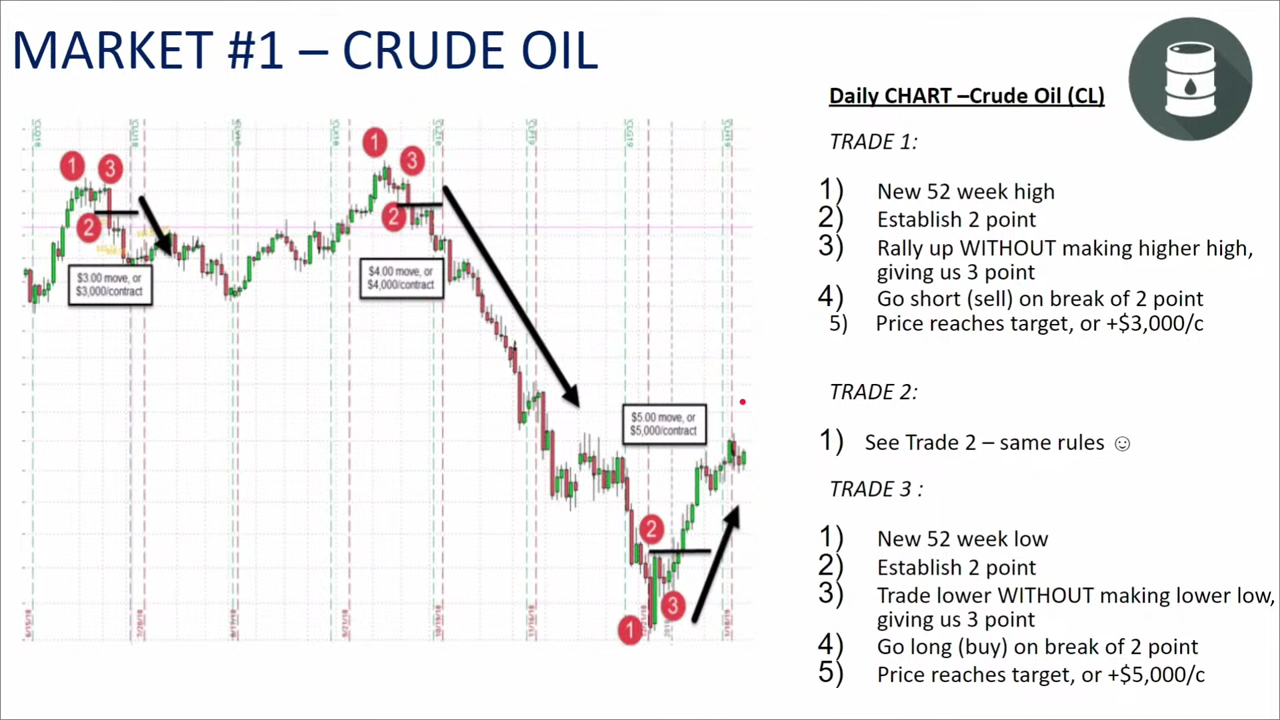 MARKET #1 – CRUDE OIL
Daily CHART –Crude Oil (CL)
TRADE 1:
1) New 52 week high
2) Establish 2 point
3) Rally up WITHOUT making higher high,
giving us 3 point
4) Go short (sell) on break of 2 point
5) Price reaches target, or +$3,000/c
TRADE 2:
1) See Trade 2 – same rules ☺
TRADE 3 :
1) New 52 week low
2) Establish 2 point
3) Trade lower WITHOUT making lower low,
giving us 3 point
4) Go long (buy) on break of 2 point
5) Price reaches target, or +$5,000/c
1
3
2
$3.00 move, or
$3,000/contract
1
3
2
$4.00 move, or
$4,000/contract
$5.00 move, or
$5,000/contract
2
3
1